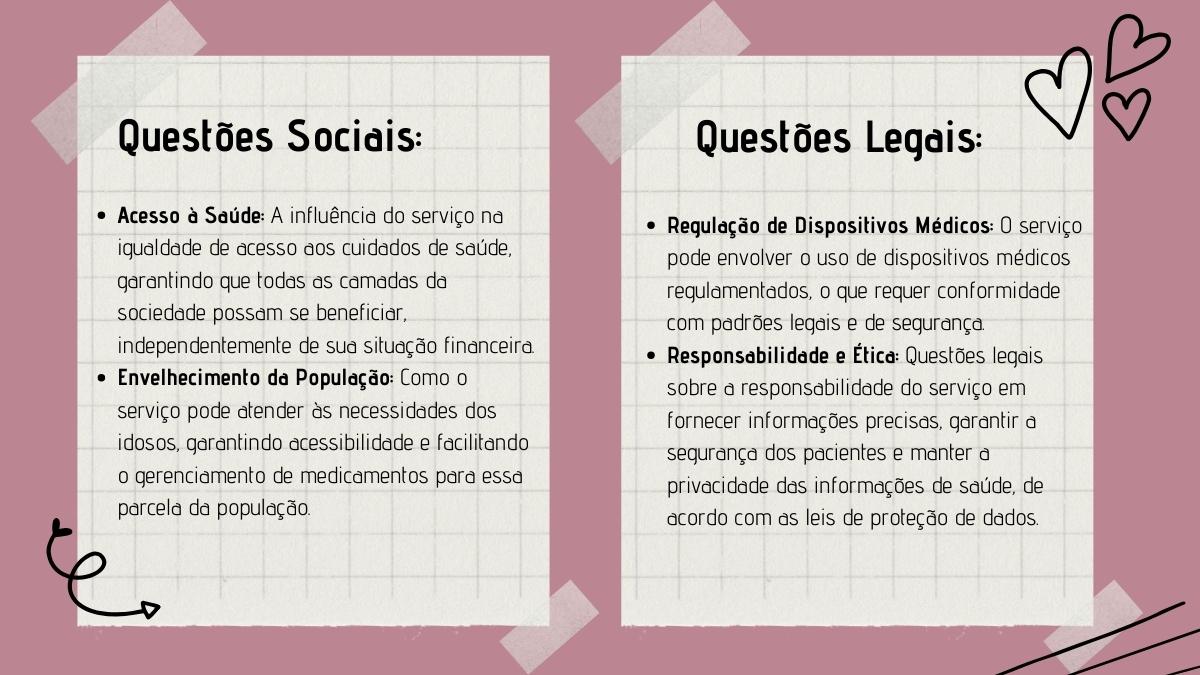 Questões Sociais:
• Acesso à Saúde: A influência do serviço na
igualdade de acesso aos cuidados de saúde,
garantindo que todas as camadas da
sociedade possam se beneficiar,
independentemente de sua situação financeira.
• Envelhecimento da População: Como o
serviço pode atender às necessidades dos
idosos, garantindo acessibilidade e facilitando
o gerenciamento de medicamentos para essa
parcela da população.
Questões Legais:
• Regulação de Dispositivos Médicos: O serviço
pode envolver o uso de dispositivos médicos
regulamentados, o que requer conformidade
com padrões legais e de segurança.
• Responsabilidade e Ética: Questões legais
sobre a responsabilidade do serviço em
fornecer informações precisas, garantir a
segurança dos pacientes e manter a
privacidade das informações de saúde, de
acordo com as leis de proteção de dados.